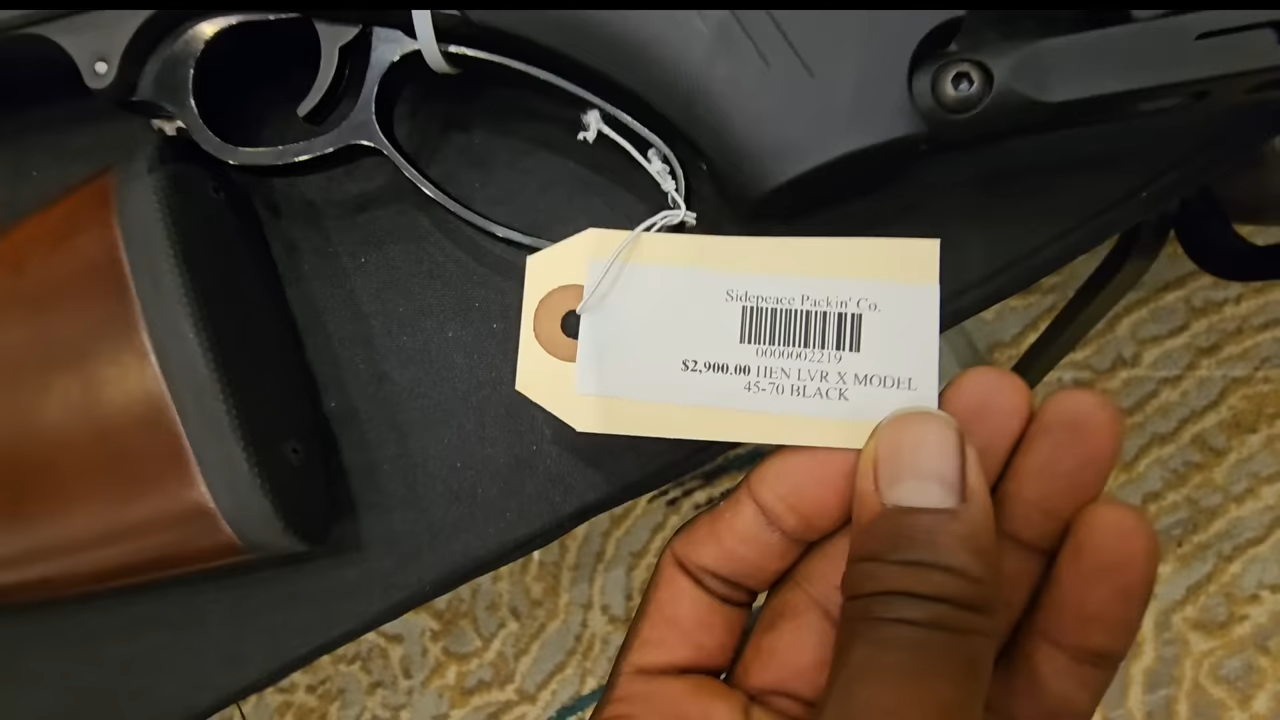 Sidepeace Packin' Co.
0000002219
$2,900.00 HEN LVR X MODEL
45-70 BLACK